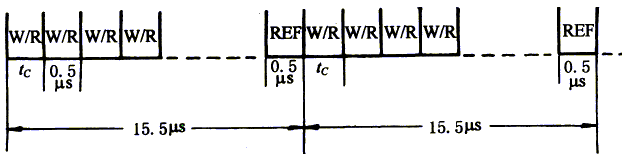 W/R W/R W/R W/R REF W/R W/R W/R W/R REF
tc 0.5 μs 0.5 μs tc 0.5 μs
15.5μs 15.5μs